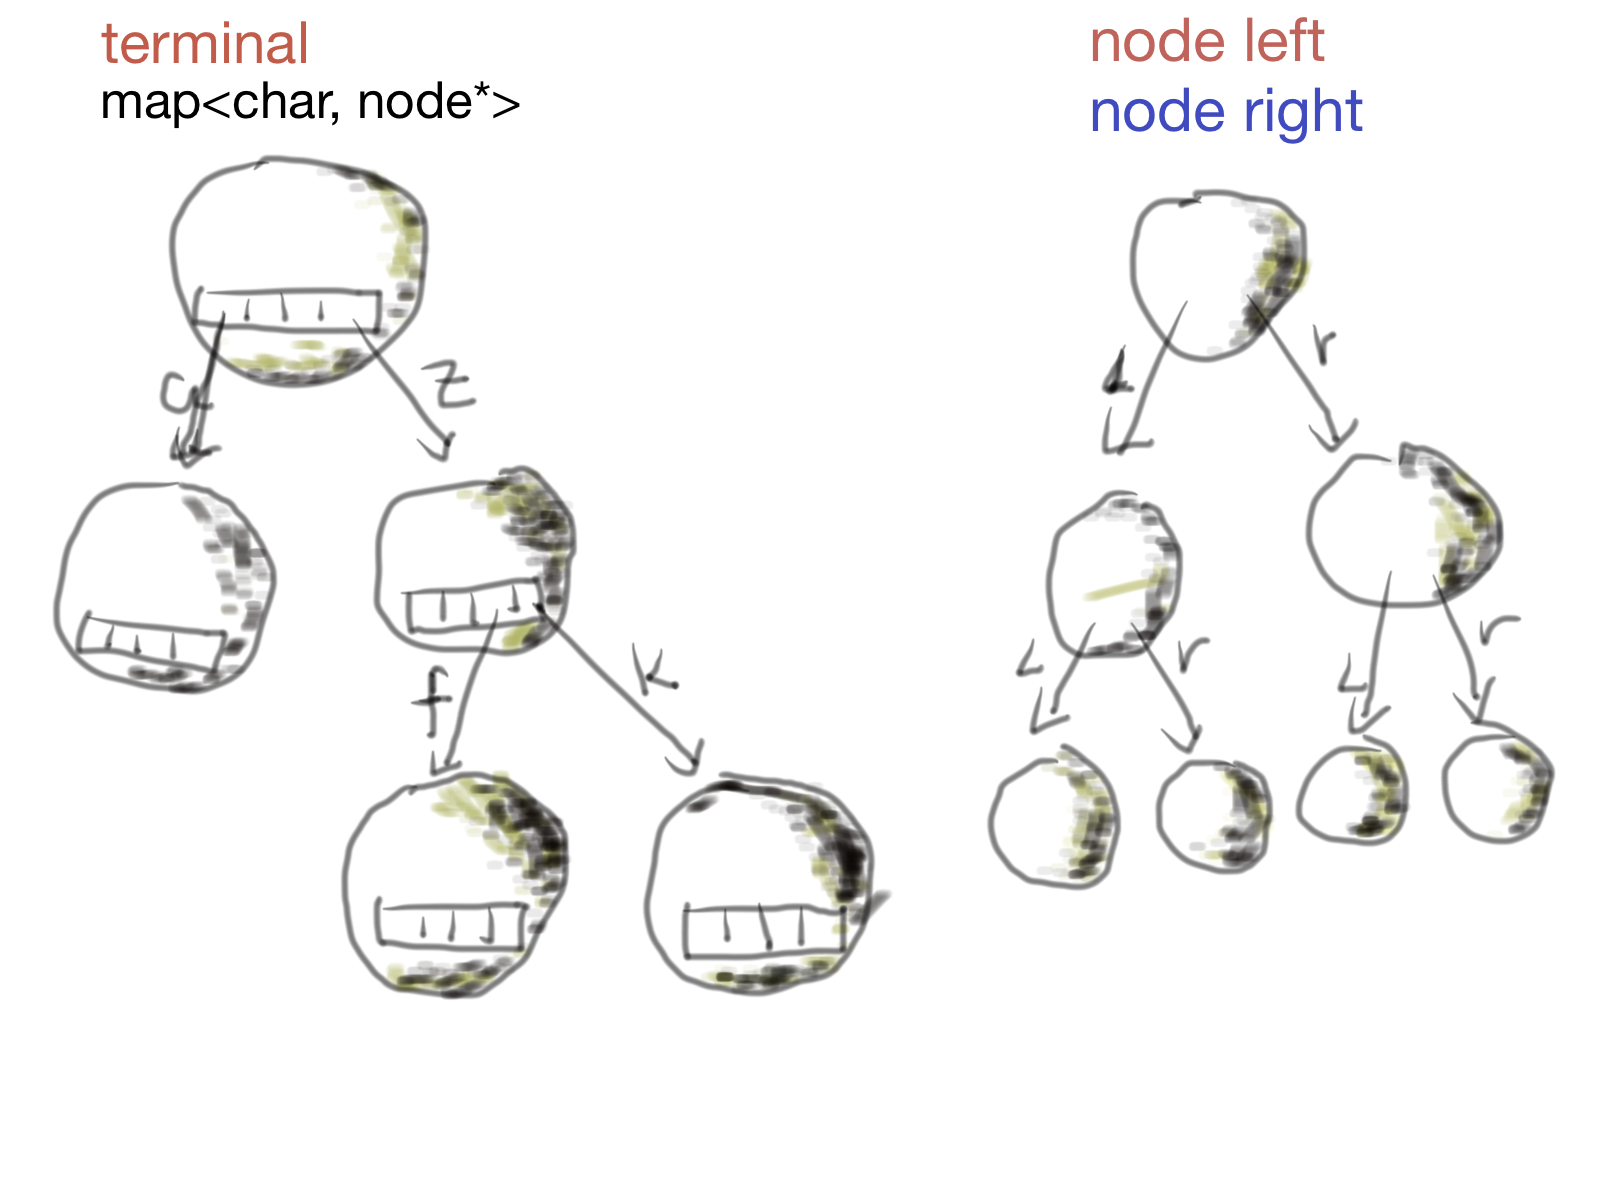 terminal
map<char, node*>
node left
node right
a
z
f
K
L
r
L
r
L
r